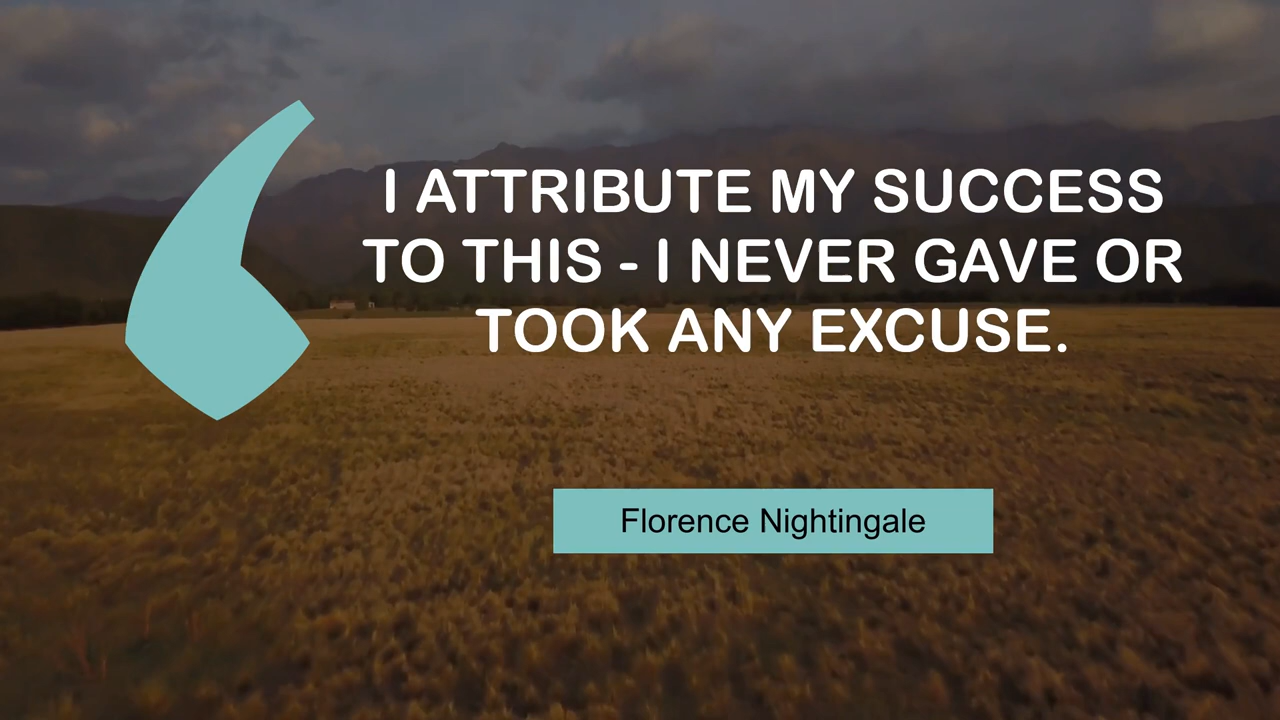 I ATTRIBUTE MY SUCCESS
TO THIS - I NEVER GAVE OR
TOOK ANY EXCUSE.
Florence Nightingale